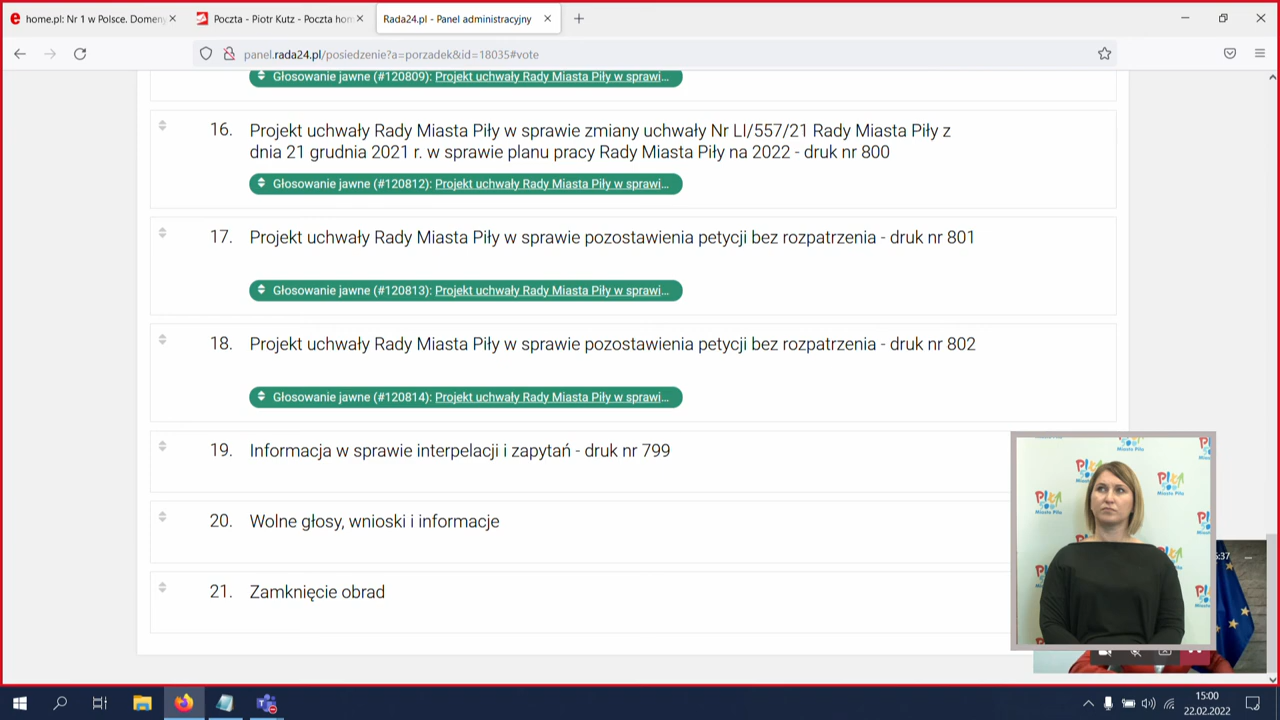 home.pl: Nr 1 w Polsce. Domeny
Poczta - Piotr Kutz - Poczta hom
Rada24.pl - Panel administracyjny
panel.rada24.pl/posiedzenie?a=porzadek&id=18035#vote
Głosowanie jawne (#120809): Projekt uchwały Rady Miasta Piły w sprawi...
16. Projekt uchwały Rady Miasta Piły w sprawie zmiany uchwały Nr LI/557/21 Rady Miasta Piły z
dnia 21 grudnia 2021 r. w sprawie planu pracy Rady Miasta Piły na 2022 - druk nr 800
Głosowanie jawne (#120812): Projekt uchwały Rady Miasta Piły w sprawi...
17. Projekt uchwały Rady Miasta Piły w sprawie pozostawienia petycji bez rozpatrzenia - druk nr 801
Głosowanie jawne (#120813): Projekt uchwały Rady Miasta Piły w sprawi...
18. Projekt uchwały Rady Miasta Piły w sprawie pozostawienia petycji bez rozpatrzenia - druk nr 802
Głosowanie jawne (#120814): Projekt uchwały Rady Miasta Piły w sprawi...
19. Informacja w sprawie interpelacji i zapytań - druk nr 799
20. Wolne głosy, wnioski i informacje
21. Zamknięcie obrad
15:00
22.02.2022